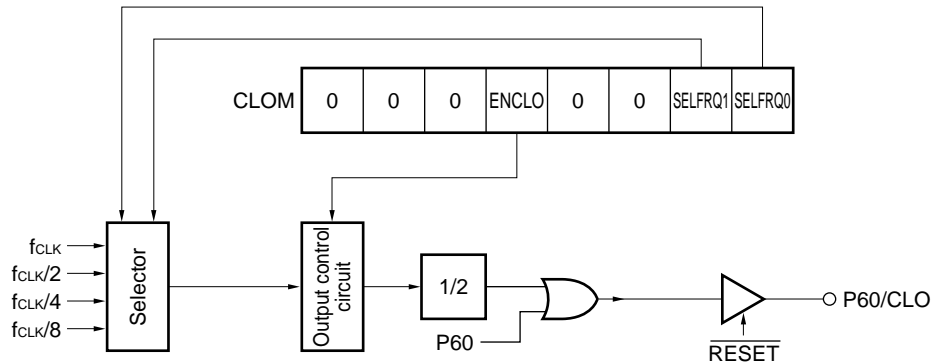 CLOM 0 0 0 ENCLO 0 0 SELFRQ1 SELFRQ0
fCLK
fCLK/2
fCLK/4
fCLK/8
Selector
Output control
circuit
1/2
P60
RESET
P60/CLO